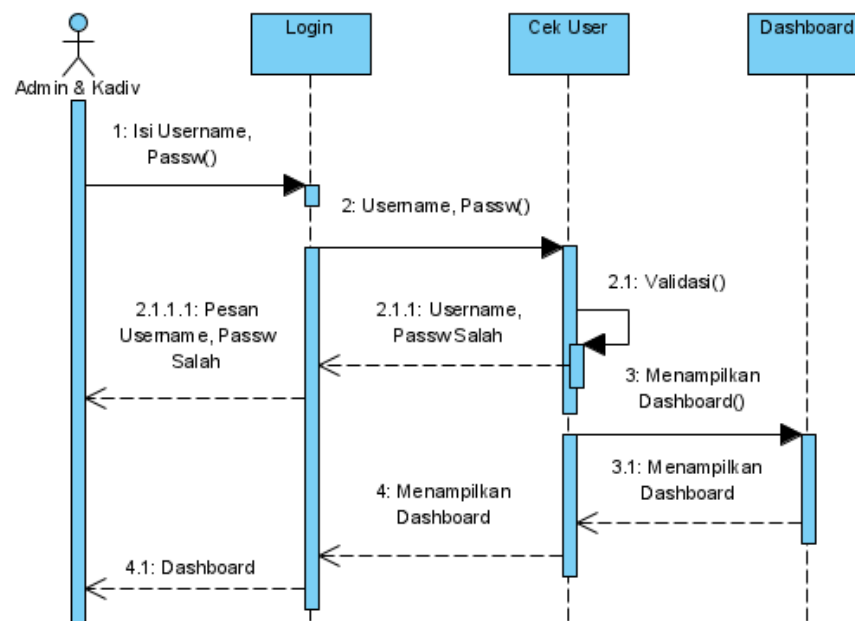 Login
Cek User
Dashboard
Admin & Kadiv
1: Isi Username,
Passw()
2: Username, Passw()
2.1: Validasi()
2.1.1.1: Pesan
Username, Passw
Salah
2.1.1: Username,
Passw Salah
3: Menampilkan
Dashboard()
3.1: Menampilkan
Dashboard
4: Menampilkan
Dashboard
4.1: Dashboard